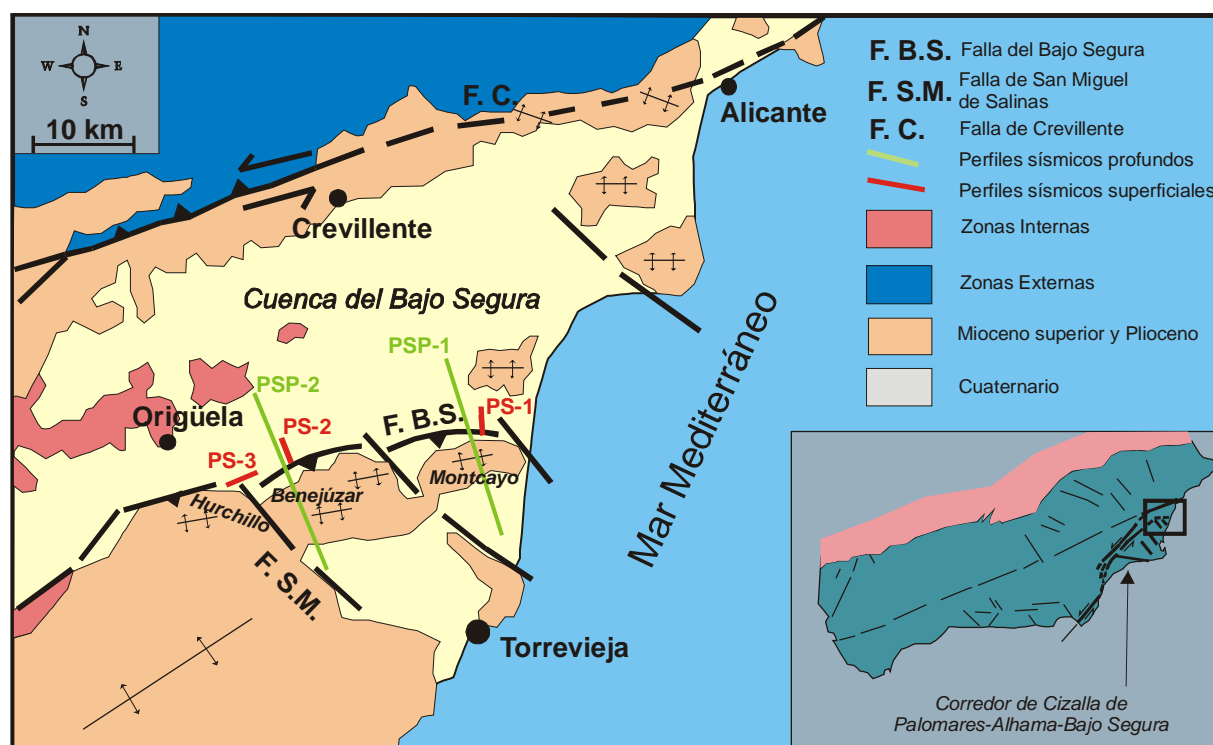 N
W E
S
10 km
F. C.
Alicante
Crevillente
Cuenca del Bajo Segura
PSP-1
PSP-2
Origüela
PS-2
F. B.S.
PS-1
PS-3
Hurchillo
Benejúzar
Montcayo
F. S.M.
Torrevieja
Mar Mediterráneo
F. B.S. Falla del Bajo Segura
F. S.M. Falla de San Miguel
de Salinas
F. C. Falla de Crevillente
Perfiles sísmicos profundos
Perfiles sísmicos superficiales
Zonas Internas
Zonas Externas
Mioceno superior y Plioceno
Cuaternario
Corredor de Cizalla de
Palomares-Alhama-Bajo Segura